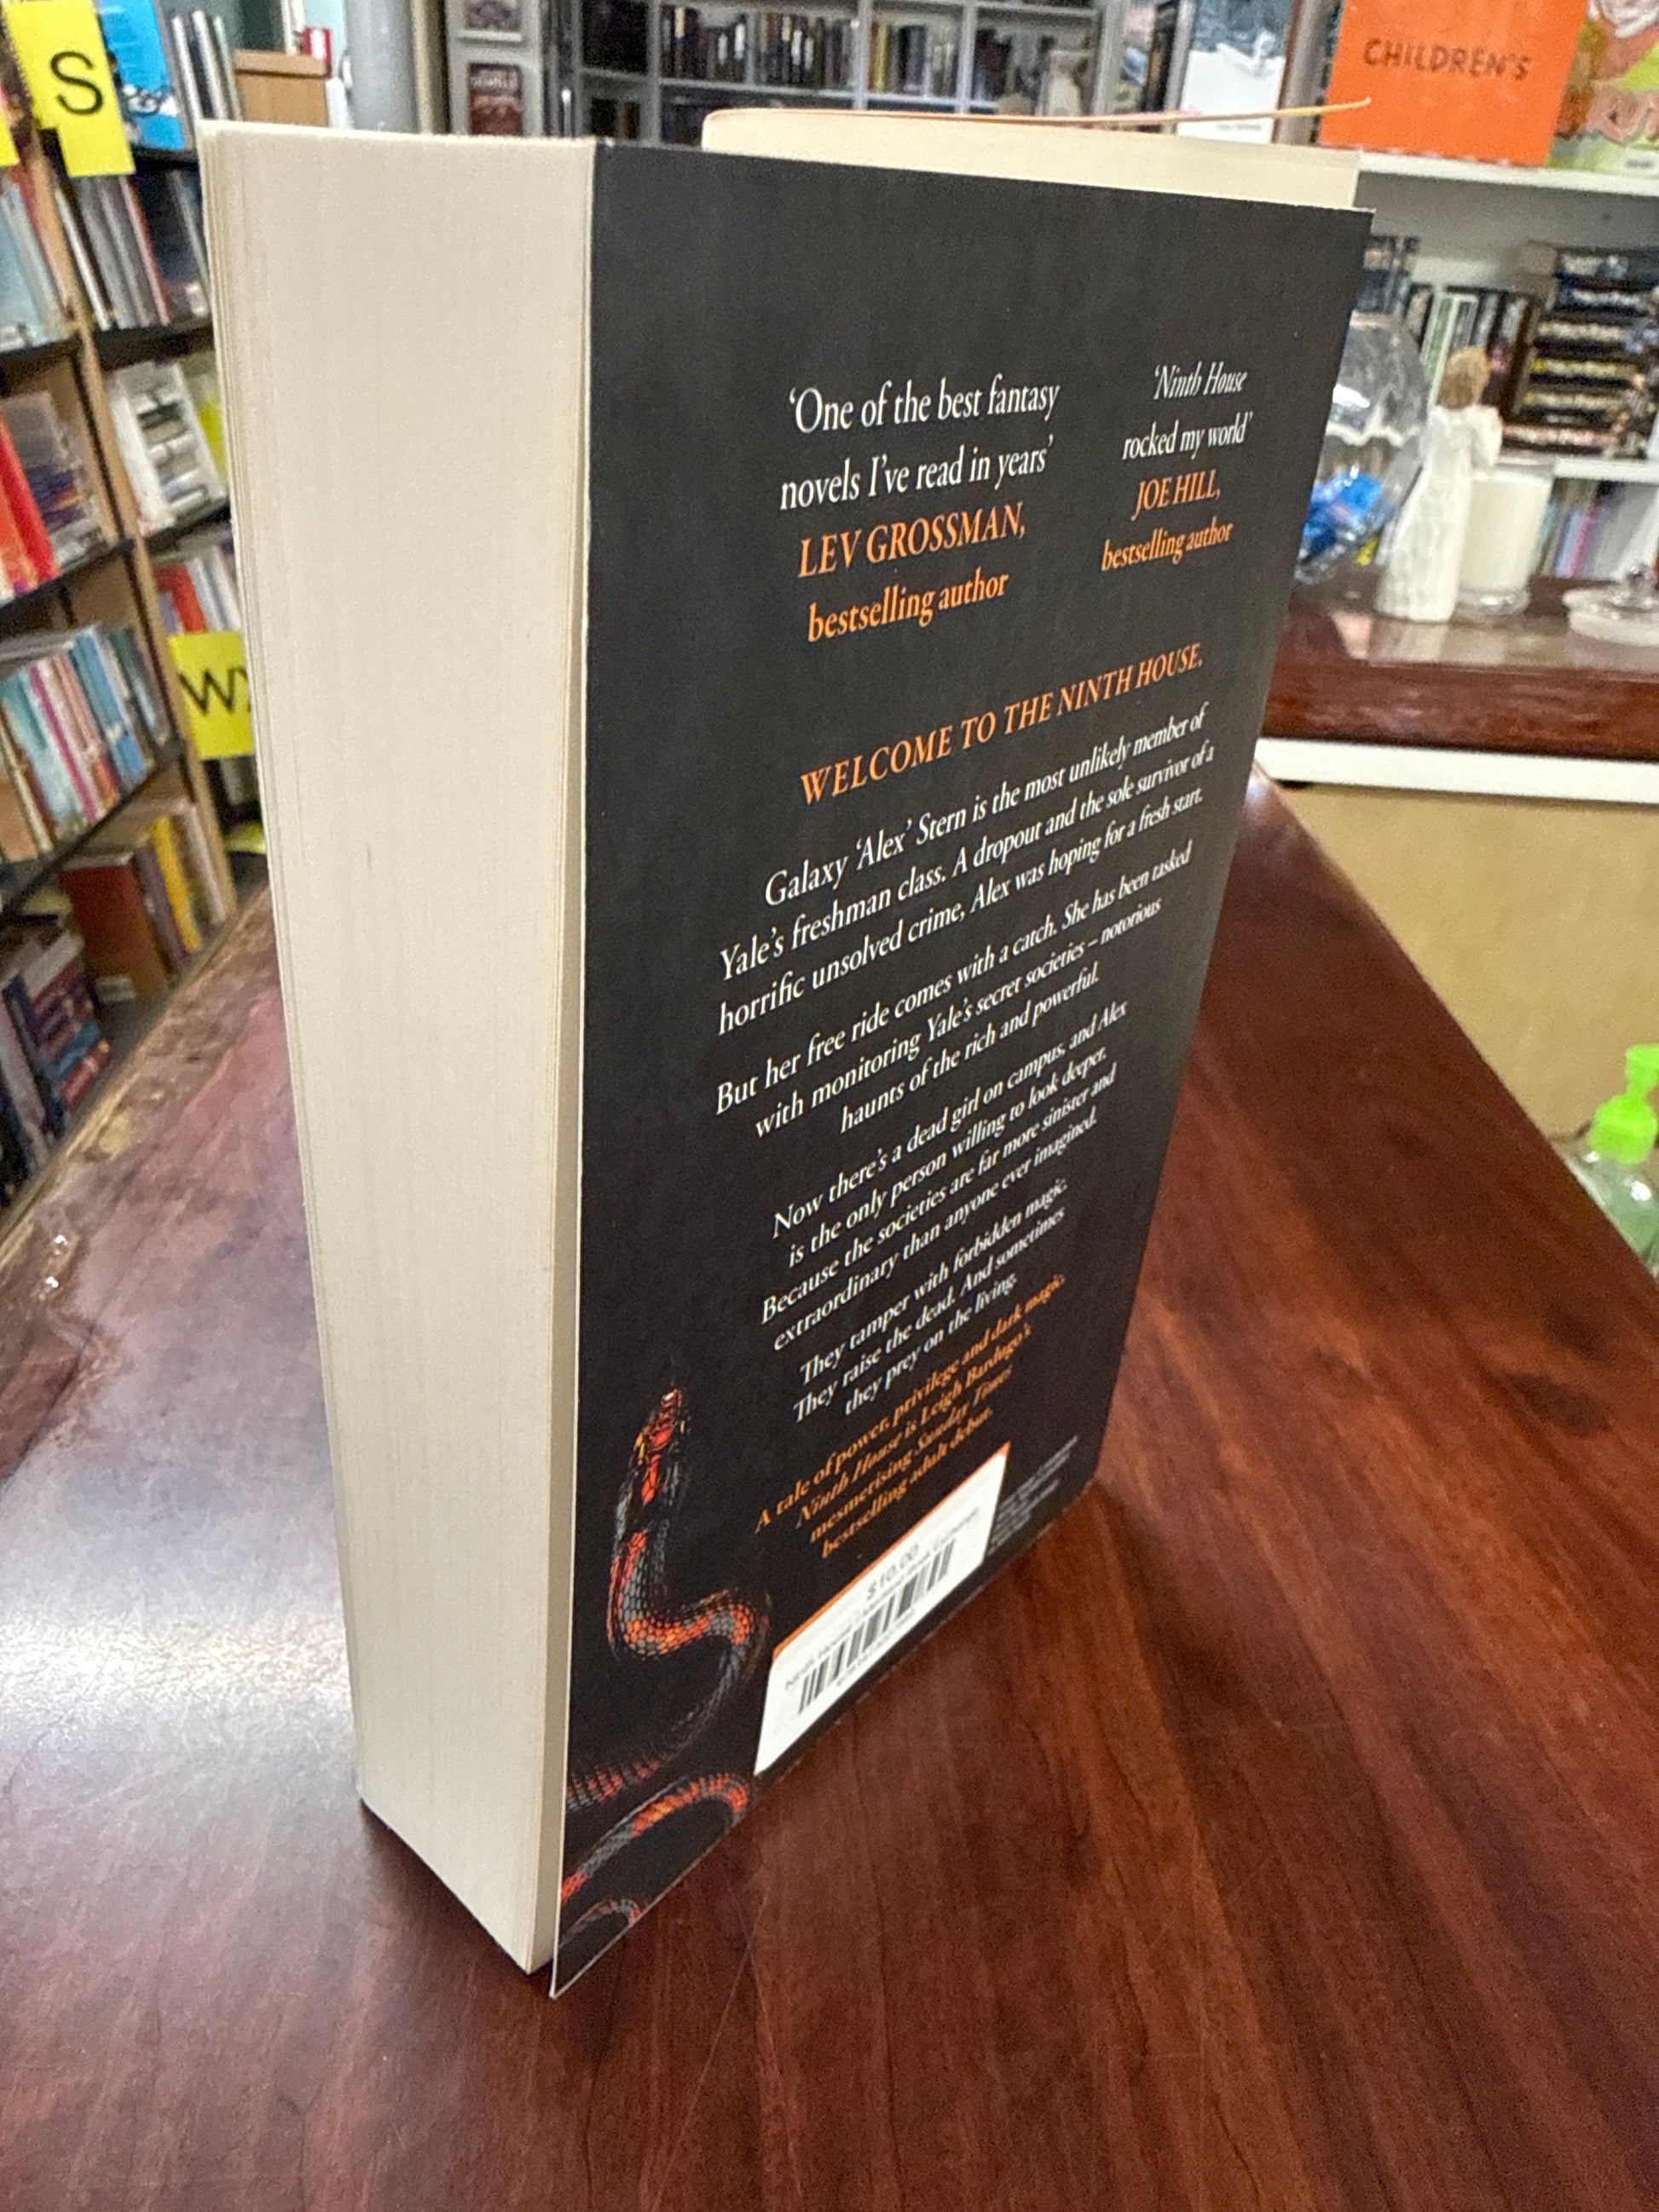 S
CHILDREN'S
W
'One of the best fantasy
novels I've read in years'
LEV GROSSMAN,
bestselling author
'Ninth House
rocked my world'
JOE HILL,
bestselling author
WELCOME TO THE NINTH HOUSE.
Galaxy 'Alex' Stern is the most unlikely member of
Yale's freshman class. A dropout and the sole survivor of a
horrific unsolved crime, Alex was hoping for a fresh start.
But her free ride comes with a catch. She has been tasked
with monitoring Yale's secret societies – notorious
haunts of the rich and powerful.
Now there's a dead girl on campus, and Alex
is the only person willing to look deeper.
Because the societies are far more sinister and
extraordinary than anyone ever imagined.
They tamper with forbidden magic.
They raise the dead. And sometimes
they prey on the living.
A tale of power, privilege and dark magic,
Ninth House is Leigh Bardugo's
mesmerising Sunday Times
bestselling adult debut.
$10.00